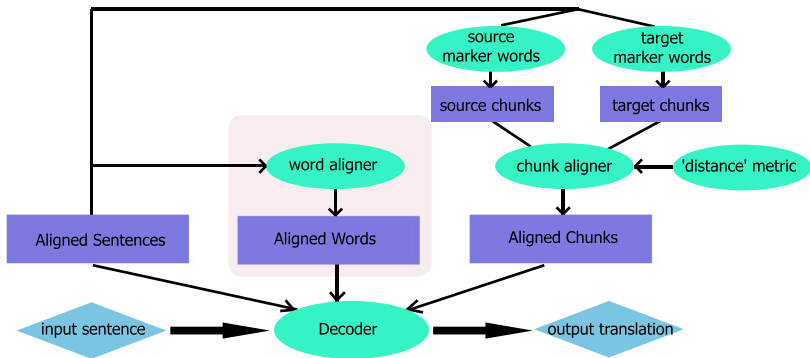 source
marker words
target
marker words
source chunks
target chunks
word aligner
chunk aligner
'distance' metric
Aligned Sentences
Aligned Words
Aligned Chunks
input sentence
Decoder
output translation